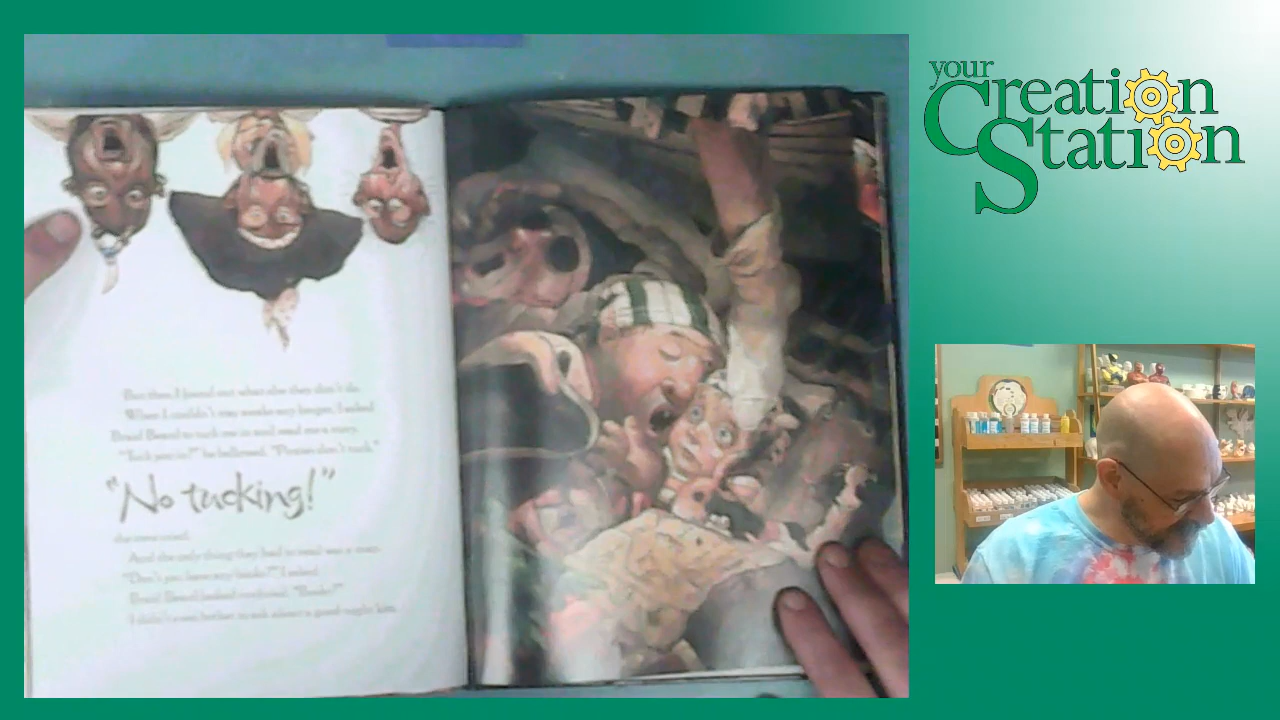 your
Creation
Station
But then I found out what else they don't do.
When I couldn't stay awake any longer, I asked
Braid Beard to tuck me in and read me a story.
"Tuck you in?" he bellowed. "Pirates don't tuck."
"No tucking!"
the crew cried.
And the only thing they had to read was a map.
"Don't you have any books?" I asked.
Braid Beard looked confused. "Books?"
I didn't even bother to ask about a good-night kiss.